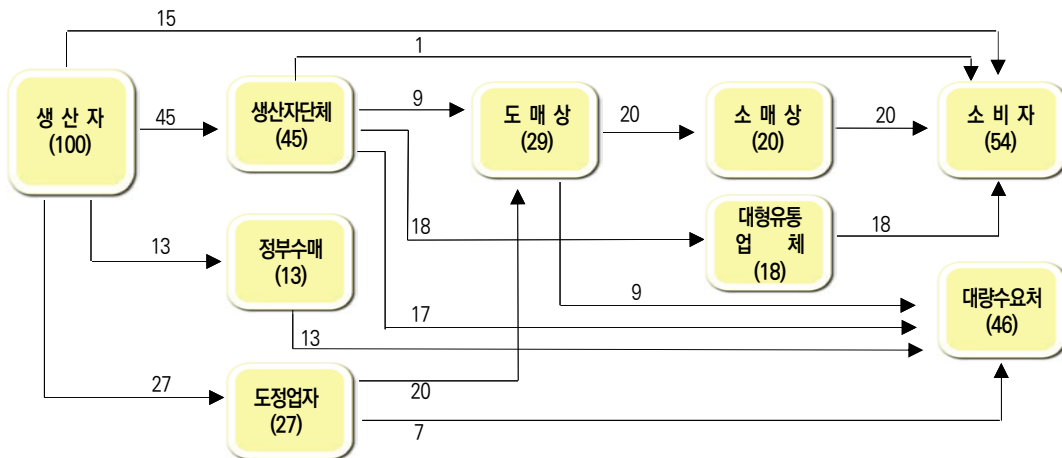 15
1
생 산 자
(100)
45
생산자단체
(45)
9
도 매 상
(29)
20
소 매 상
(20)
20
소 비 자
(54)
18
대형유통
업 체
(18)
18
13
정부수매
(13)
9
17
13
대량수요처
(46)
27
도정업자
(27)
20
7